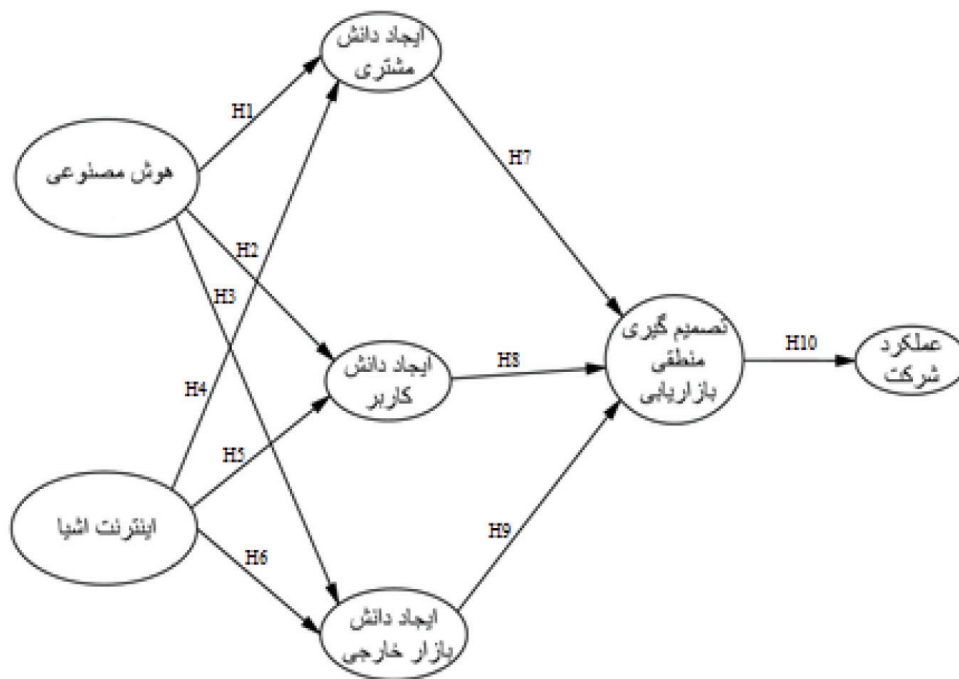 ایجاد دانش
مشتری
H1
هوش مصنوعی
H7
H2
H3
تصمیم گیری
منطقی
بازاریابی
H10
عملکرد
شرکت
ایجاد دانش
کاربر
H8
H4
H5
اینترنت اشیا
H9
H6
ایجاد دانش
بازار خارجی